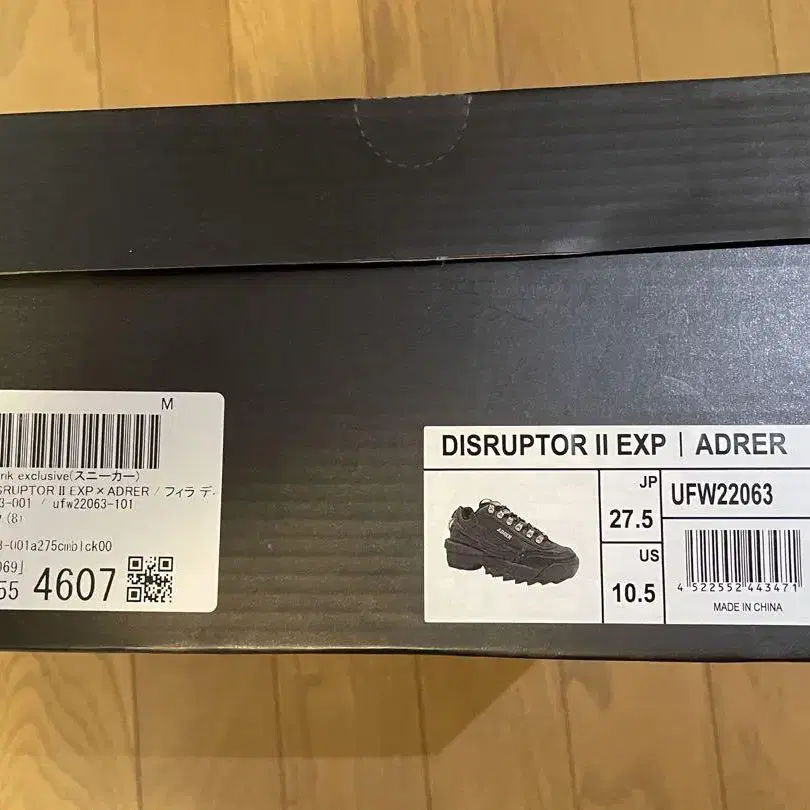 M
rik exclusive(スニーカー)
SRUPTOR II EXP×ADRER / フィラ デ.
3-001 / ufw22063-101
(8)
3-001a275cmblck00
069」
55 4607
DISRUPTOR II EXP | ADRER
ADRER
JP
27.5
US
10.5
UFW22063
4 522552 443471
MADE IN CHINA